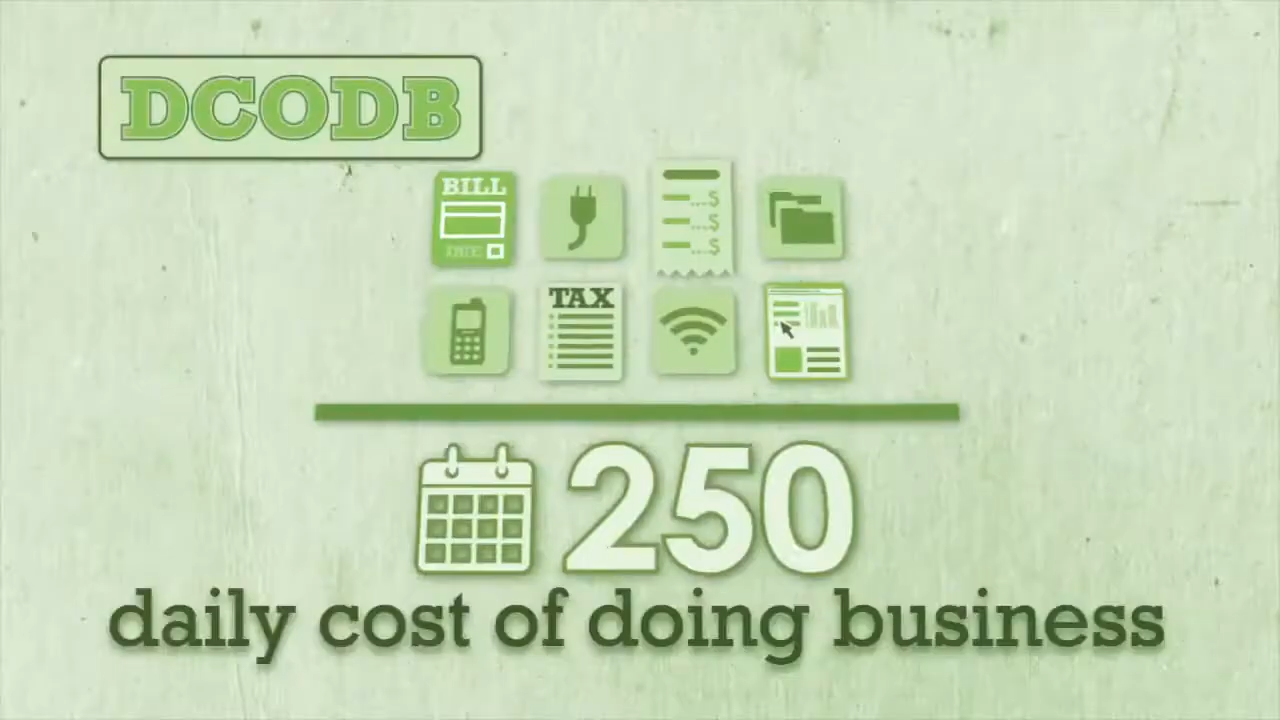 DCODB
BILL
...$
...$
...$
TAX
250
daily cost of doing business